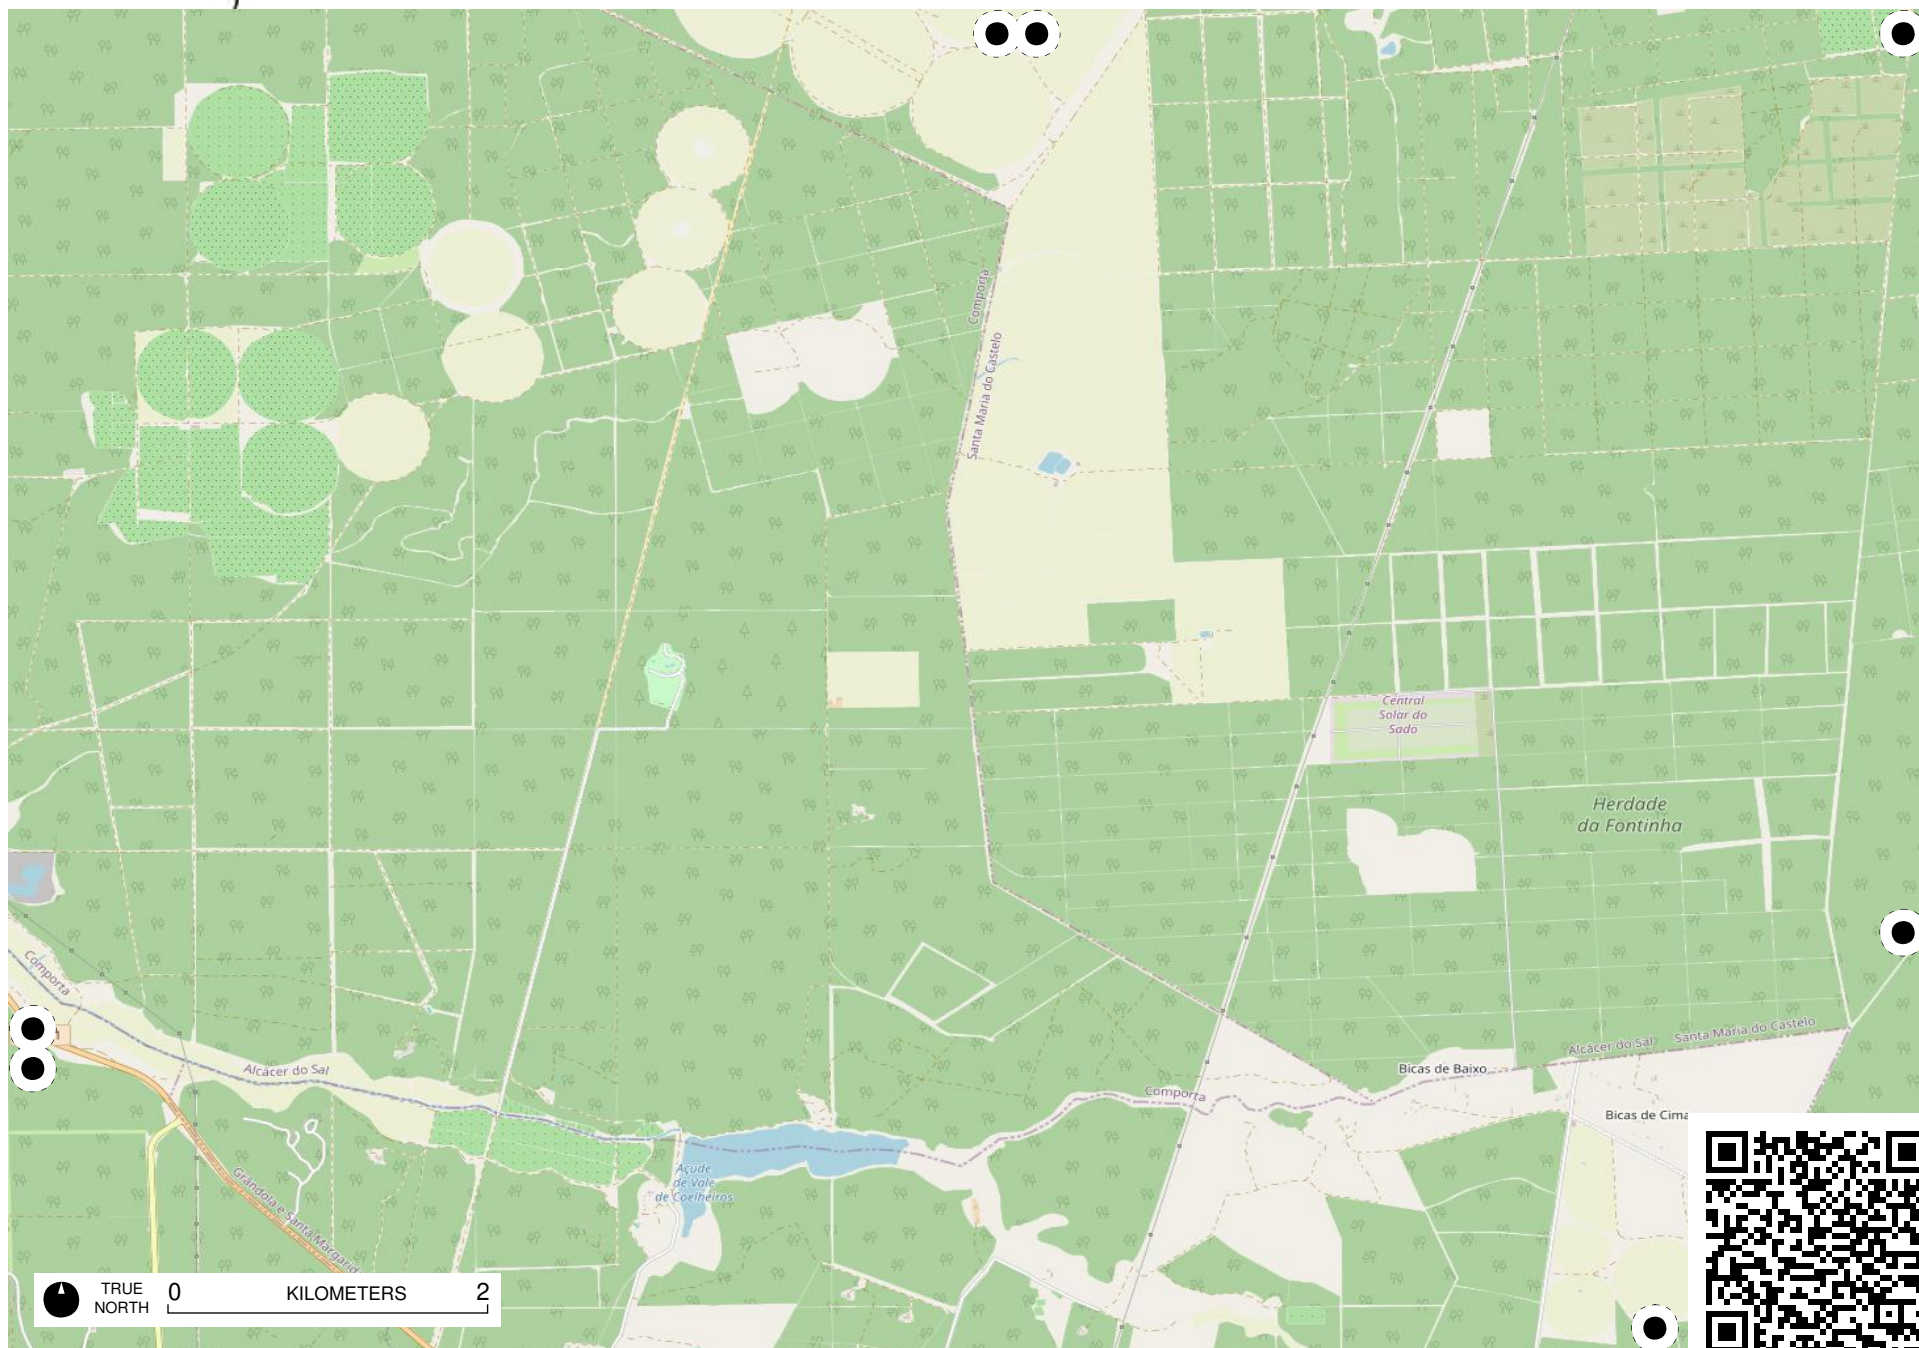 Comporta
Santa Maria do Castelo
Central
Solar do
Sado
Herdade
da Fontinha
Comporta
Alcácer do Sal
Santa Maria do Castelo
Alcácer do Sal
Bicas de Baixo
Comporta
Bicas de Cima
Açude
de Vale
de Coelheiros
Grândola e Santa Margarid
TRUE
NORTH
0
KILOMETERS
2